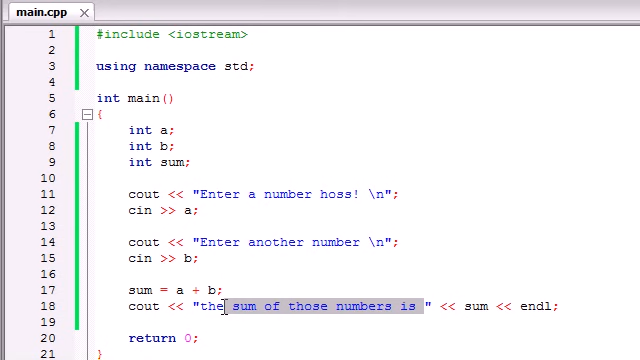 main.cpp
1 #include <iostream>
2
3 using namespace std;
4
5 int main()
6 {
7 int a;
8 int b;
9 int sum;
10
11 cout << "Enter a number hoss! \n";
12 cin >> a;
13
14 cout << "Enter another number \n";
15 cin >> b;
16
17 sum = a + b;
18 cout << "the sum of those numbers is " << sum << endl;
19
20 return 0;
21 }